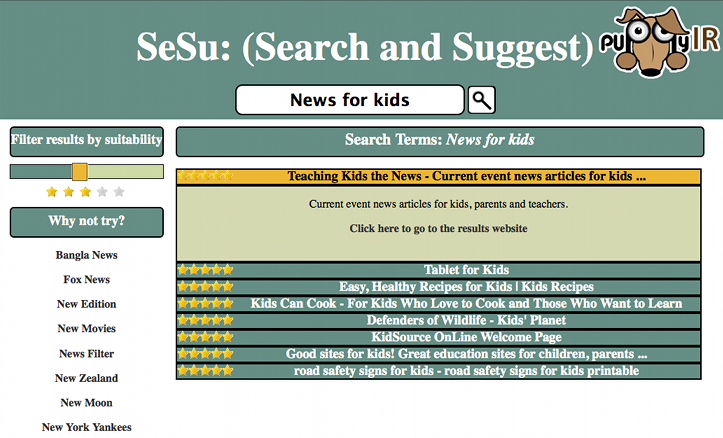 SeSu: (Search and Suggest)
puppyIR
News for kids
Filter results by suitability
Search Terms: News for kids
Teaching Kids the News - Current event news articles for kids ...
Current event news articles for kids, parents and teachers.
Click here to go to the results website
Why not try?
Bangla News
Fox News
New Edition
New Movies
News Filter
New Zealand
New Moon
New York Yankees
Tablet for Kids
Easy, Healthy Recipes for Kids | Kids Recipes
Kids Can Cook - For Kids Who Love to Cook and Those Who Want to Learn
Defenders of Wildlife - Kids' Planet
KidSource OnLine Welcome Page
Good sites for kids! Great education sites for children, parents ...
road safety signs for kids - road safety signs for kids printable